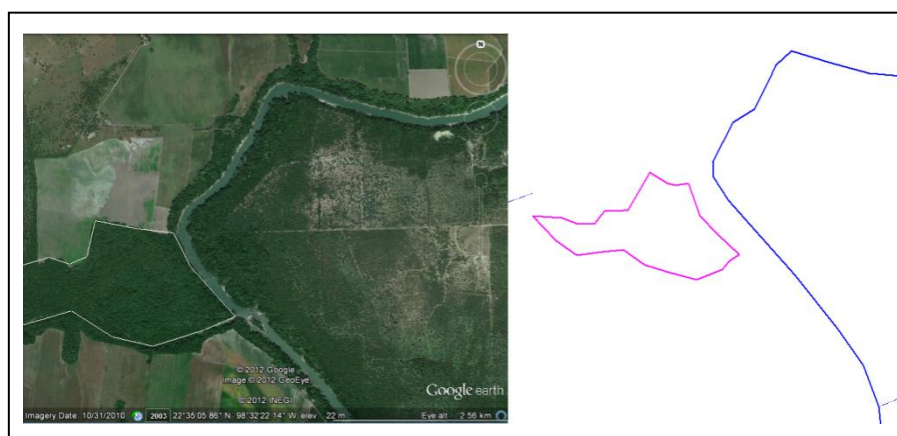 N
© 2012 Google
Image © 2012 GeoEye
© 2012 INEGI
Google earth
Imagery Date 10/31/2010 2003 22°35'05 86" N 98°32'22 14" W elev 22 m Eye alt 2 56 km